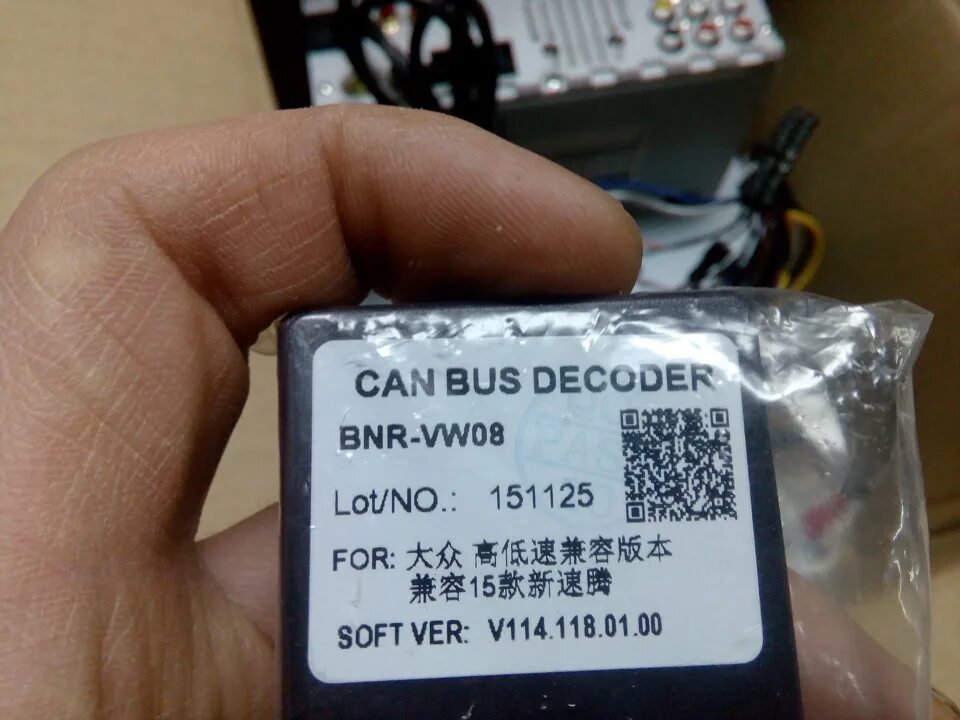 CAN BUS DECODER
BNR-VW08
Lot/NO.: 151125
FOR: 大众 高低速兼容版本
兼容15款新速腾
SOFT VER: V114.118.01.00